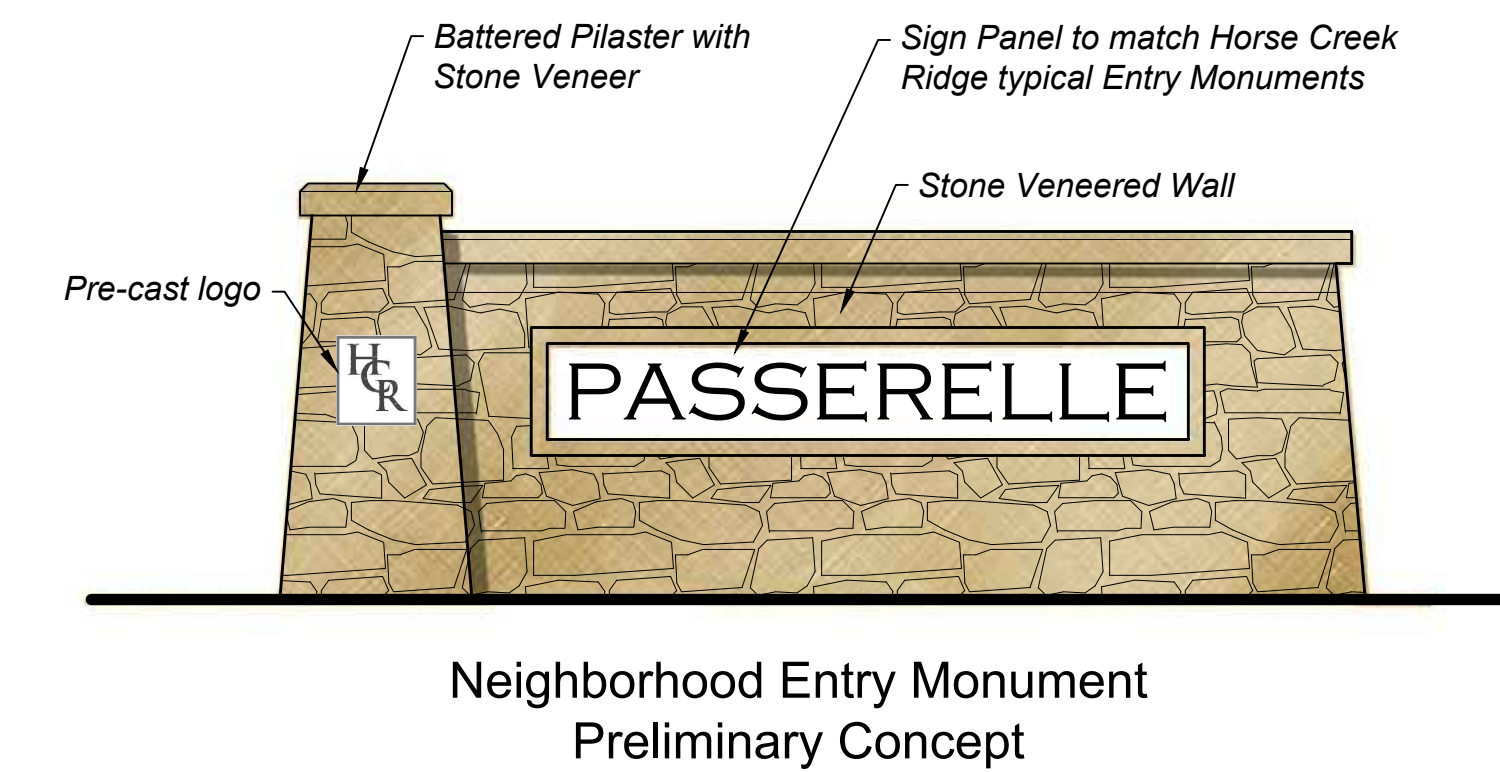 Battered Pilaster with
Stone Veneer
Sign Panel to match Horse Creek
Ridge typical Entry Monuments
Stone Veneered Wall
Pre-cast logo
HCR
PASSERELLE
Neighborhood Entry Monument
Preliminary Concept